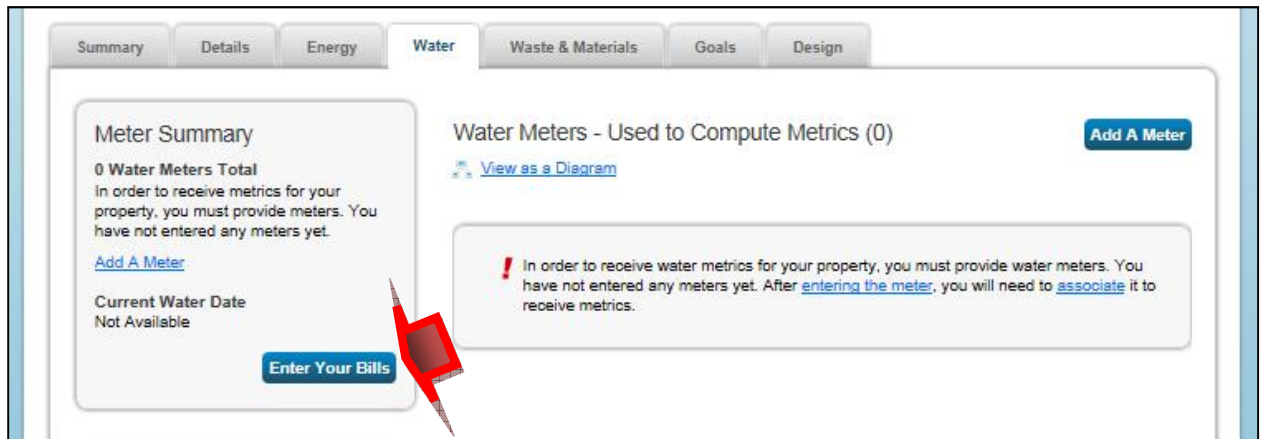 Summary Details Energy Water Waste & Materials Goals Design
Meter Summary
0 Water Meters Total
In order to receive metrics for your
property, you must provide meters. You
have not entered any meters yet.
Add A Meter
Current Water Date
Not Available
Enter Your Bills
Water Meters - Used to Compute Metrics (0)
Add A Meter
View as a Diagram
! In order to receive water metrics for your property, you must provide water meters. You
have not entered any meters yet. After entering the meter, you will need to associate it to
receive metrics.